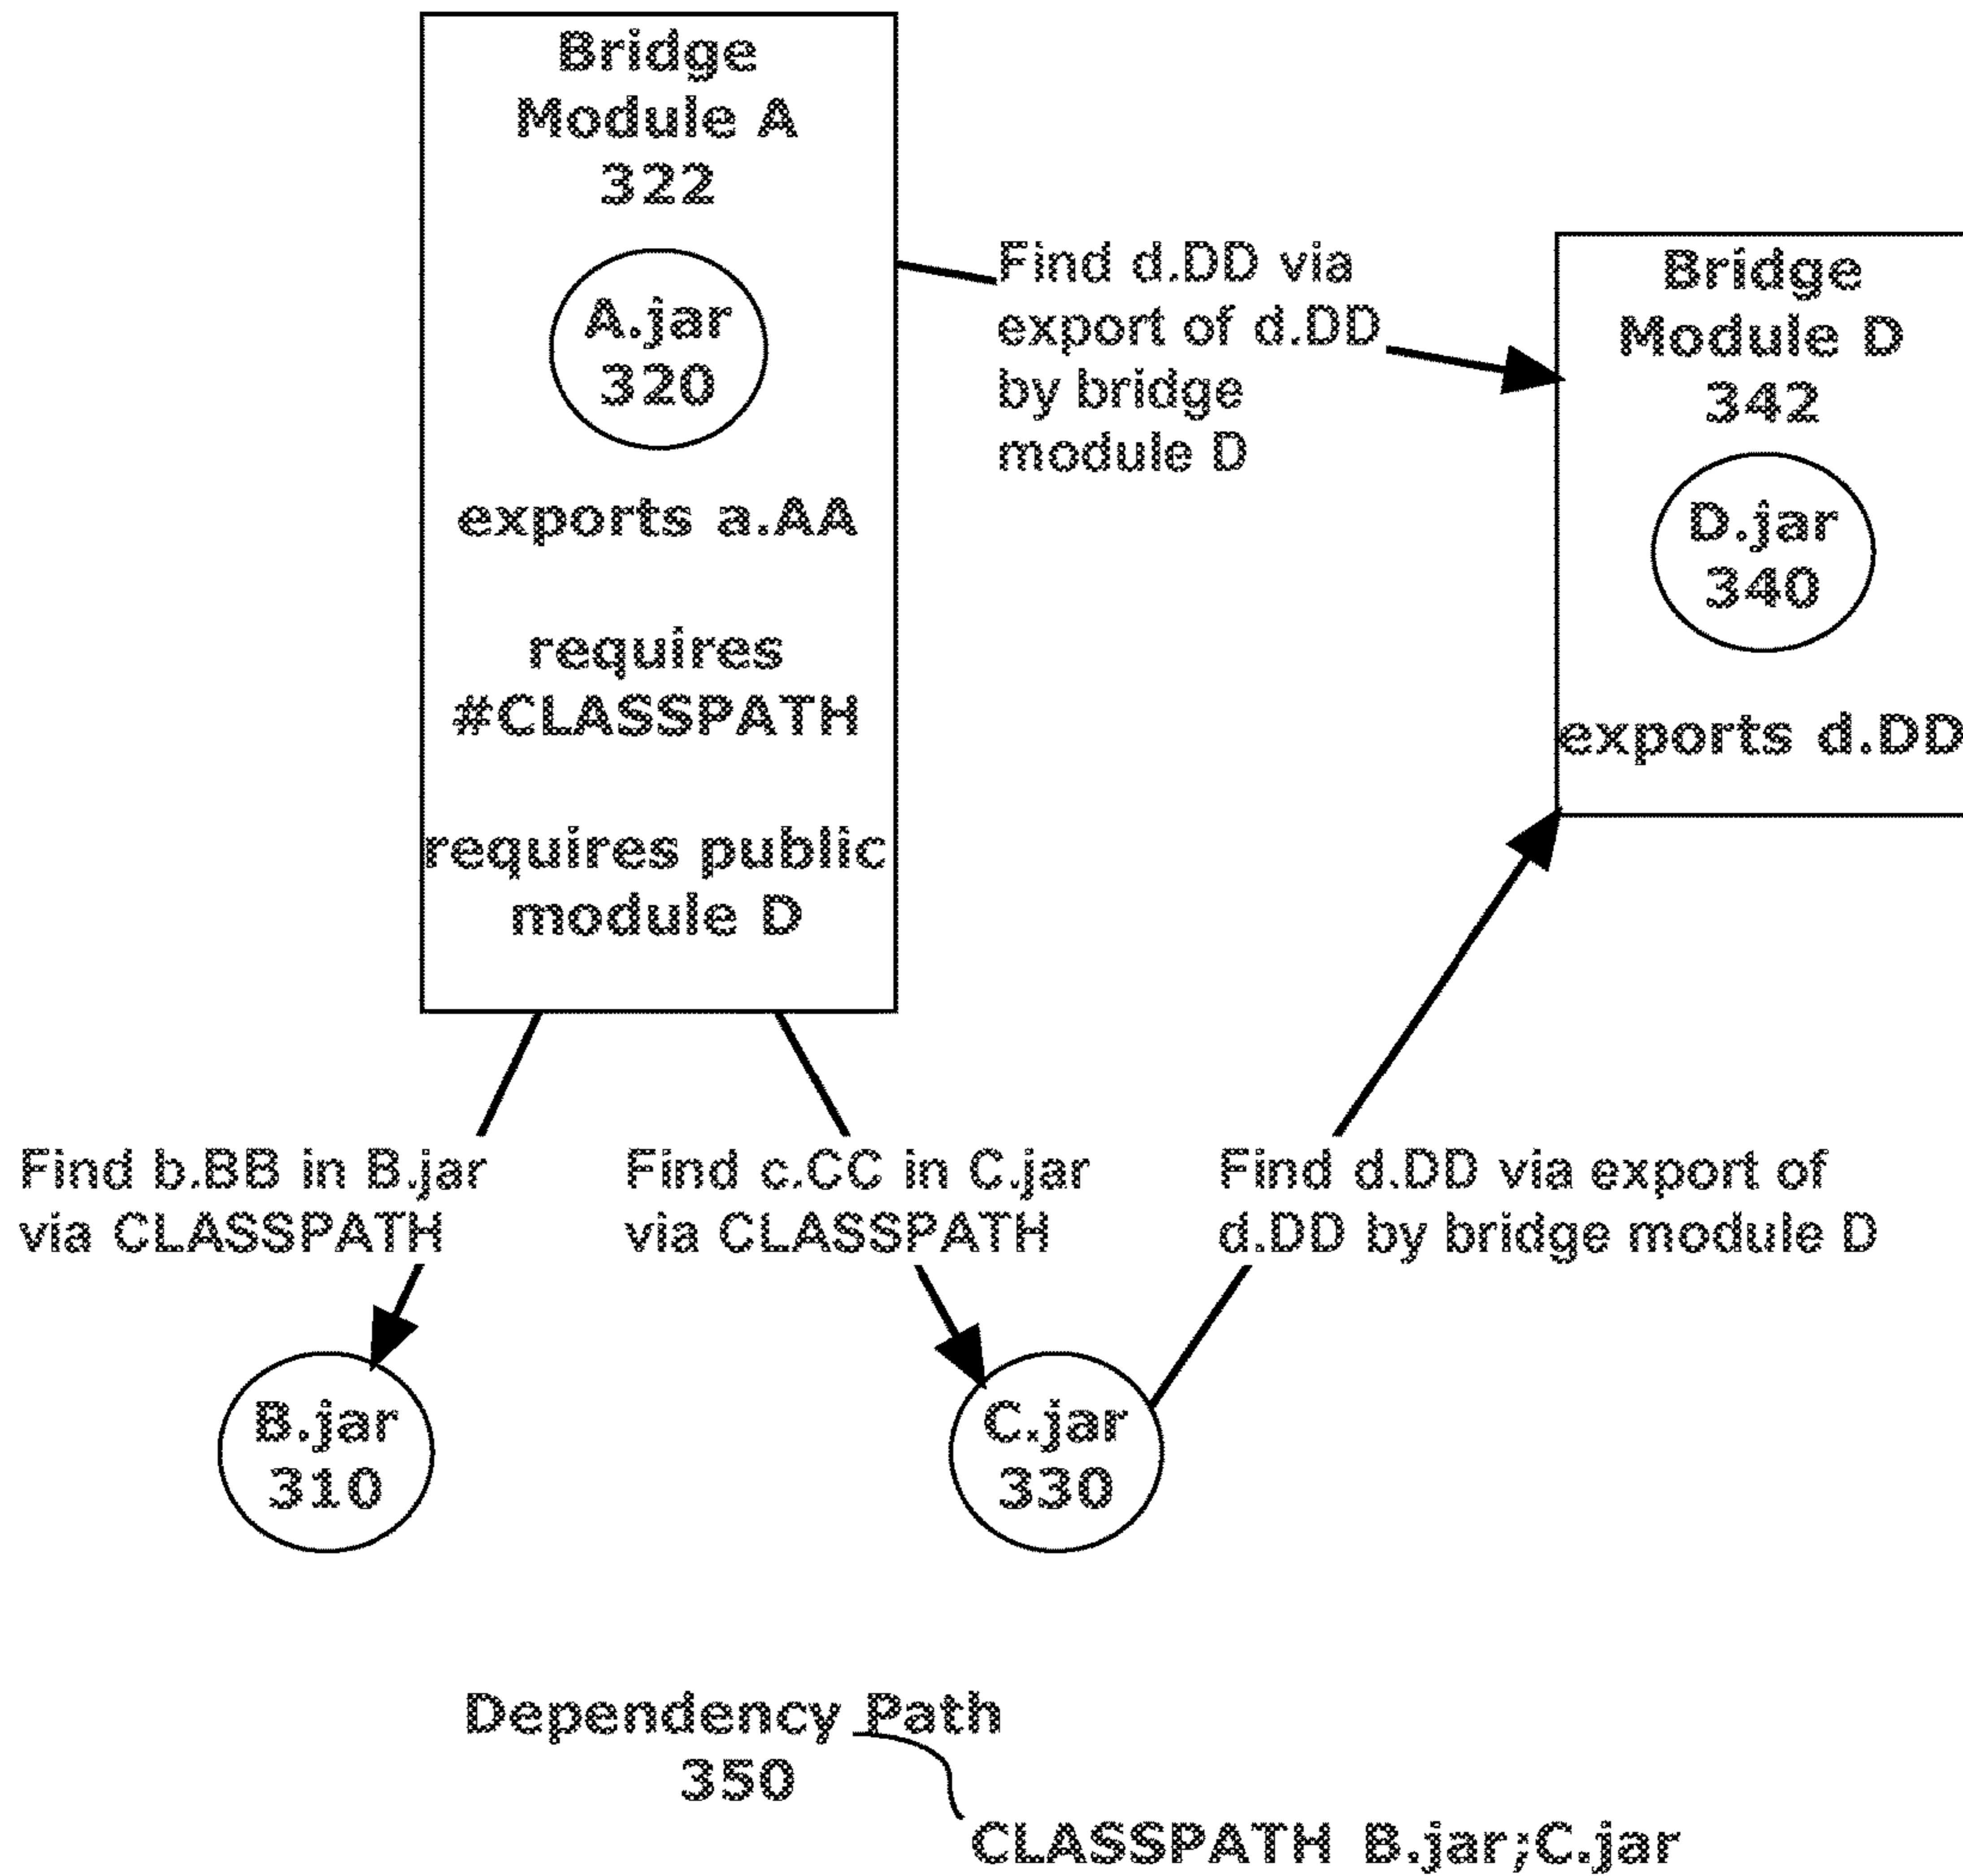 Bridge
Module A
322
A.jar
320
exports a.AA
requires
#CLASSPATH
requires public
module D
Find d.DD via
export of d.DD
by bridge
module D
Bridge
Module D
342
D.jar
340
exports d.DD
Find b.BB in B.jar
via CLASSPATH
Find c.CC in C.jar
via CLASSPATH
Find d.DD via export of
d.DD by bridge module D
B.jar
310
C.jar
330
Dependency Path
350
CLASSPATH B.jar;C.jar